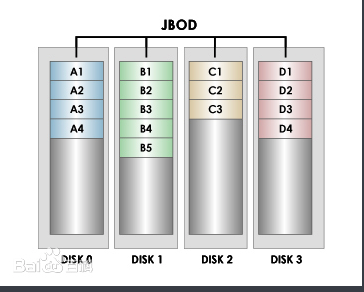 JBOD
A1 B1 C1 D1
A2 B2 C2 D2
A3 B3 C3 D3
A4 B4 D4
B5
DISK 0 DISK 1 DISK 2 DISK 3
Bai百科